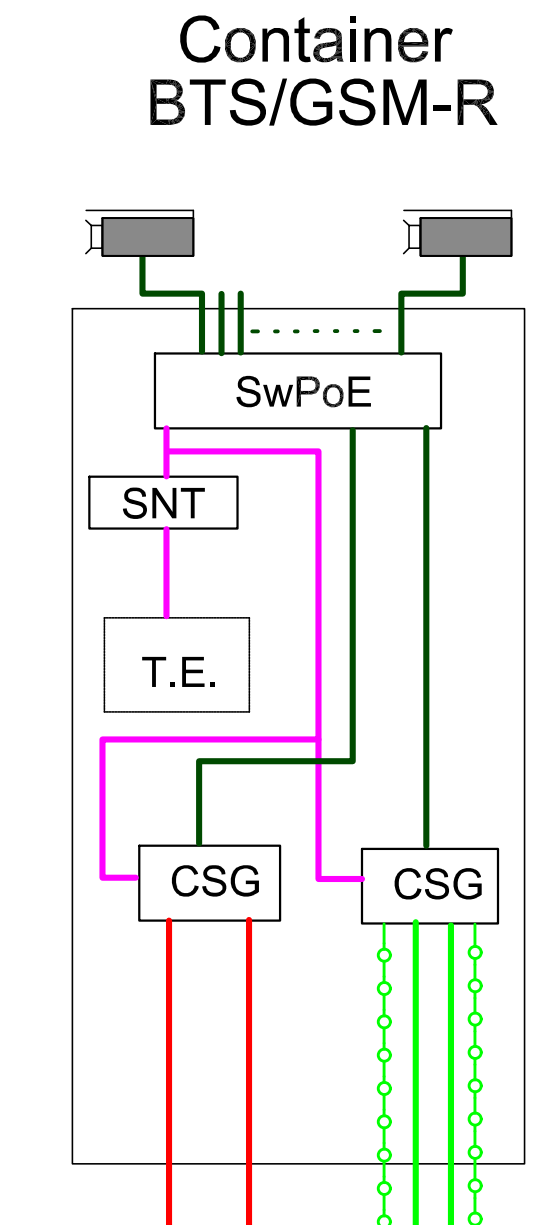 Container
BTS/GSM-R
SwPoE
SNT
T.E.
CSG
CSG